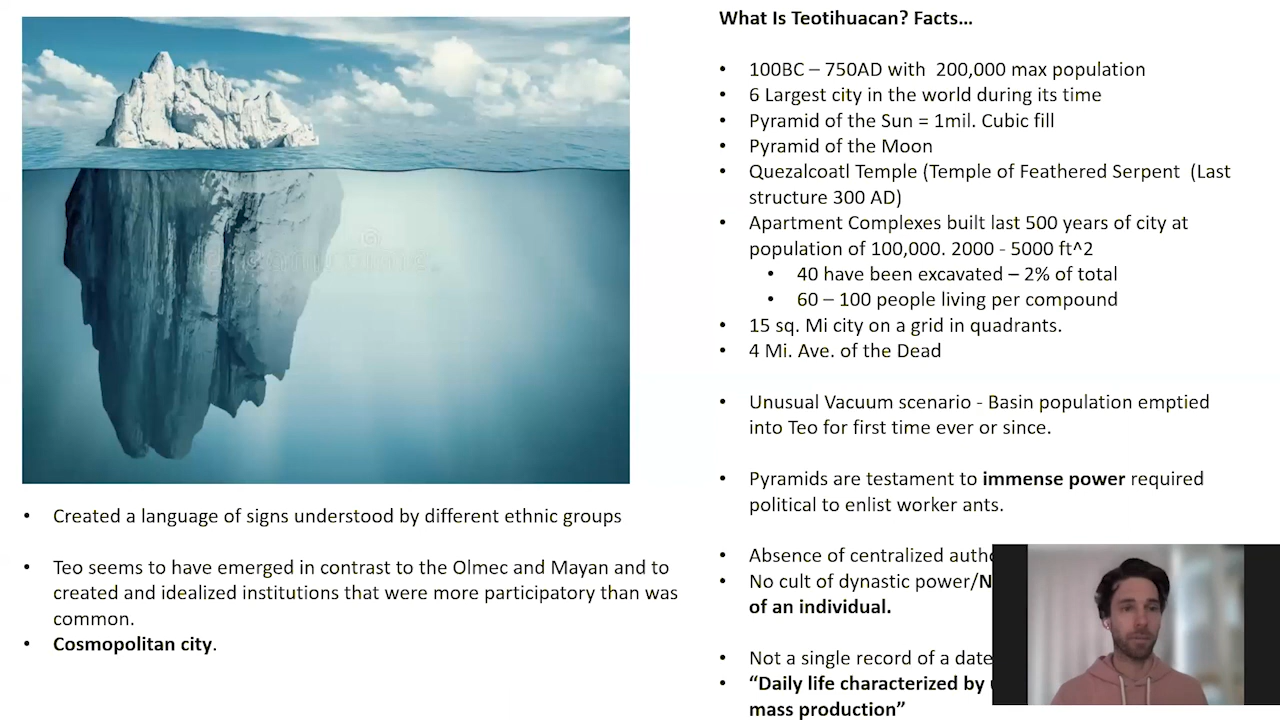 What Is Teotihuacan? Facts...
• 100BC – 750AD with 200,000 max population
• 6 Largest city in the world during its time
• Pyramid of the Sun = 1mil. Cubic fill
• Pyramid of the Moon
• Quezalcoatl Temple (Temple of Feathered Serpent (Last
structure 300 AD)
• Apartment Complexes built last 500 years of city at
population of 100,000. 2000 - 5000 ft^2
• 40 have been excavated – 2% of total
• 60 – 100 people living per compound
• 15 sq. Mi city on a grid in quadrants.
• 4 Mi. Ave. of the Dead
• Unusual Vacuum scenario - Basin population emptied
into Teo for first time ever or since.
• Pyramids are testament to immense power required
political to enlist worker ants.
• Absence of centralized
• No cult of dynastic power/
of an individual.
• Not a single record of a date
• “Daily life characterized by
mass production”
• Created a language of signs understood by different ethnic groups
• Teo seems to have emerged in contrast to the Olmec and Mayan and to
created and idealized institutions that were more participatory than was
common.
• Cosmopolitan city.